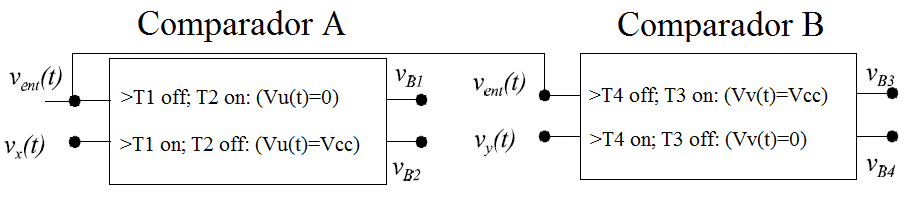 Comparador A
v_ent(t)
>T1 off; T2 on: (Vu(t)=0)
v_B1
v_x(t)
>T1 on; T2 off: (Vu(t)=Vcc)
v_B2
Comparador B
v_ent(t)
>T4 off; T3 on: (Vv(t)=Vcc)
v_B3
v_y(t)
>T4 on; T3 off: (Vv(t)=0)
v_B4